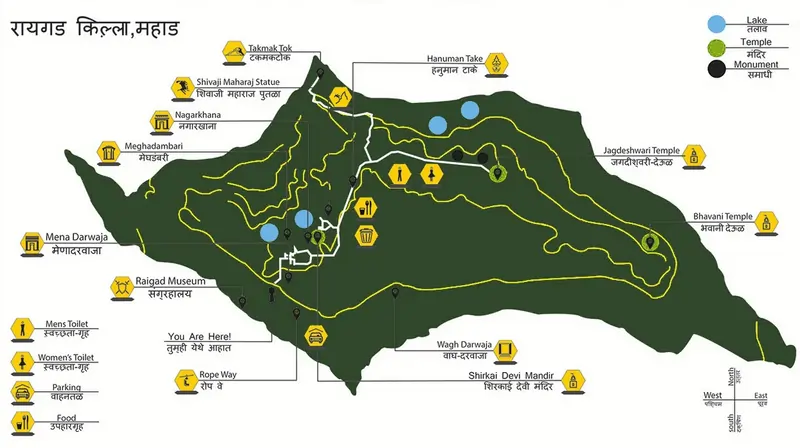 रायगड किल्ला,महाड
Lake
तलाव
Temple
मंदिर
Monument
समाधी
Takmak Tok
टकमकटोक
Hanuman Take
हनुमान टाके
Shivaji Maharaj Statue
शिवाजी महाराज पुतळा
Nagarkhana
नगारखाना
Meghadambari
मेघडंबरी
Jagdeshwari Temple
जगदीश्वरी-देऊळ
Bhavani Temple
भवानी देऊळ
Mena Darwaja
मेणादरवाजा
Raigad Museum
संग्रहालय
You Are Here!
तुम्ही येथे आहात
Rope Way
रोप वे
Wagh Darwaja
वाघ-दरवाजा
Shirkai Devi Mandir
शिरकाई देवी मंदिर
Mens Toilet
स्वच्छता-गृह
Women's Toilet
स्वच्छता-गृह
Parking
वाहनतळ
Food
उपहारगृह
North
उत्तर
West
पश्चिम
East
पूरव
south